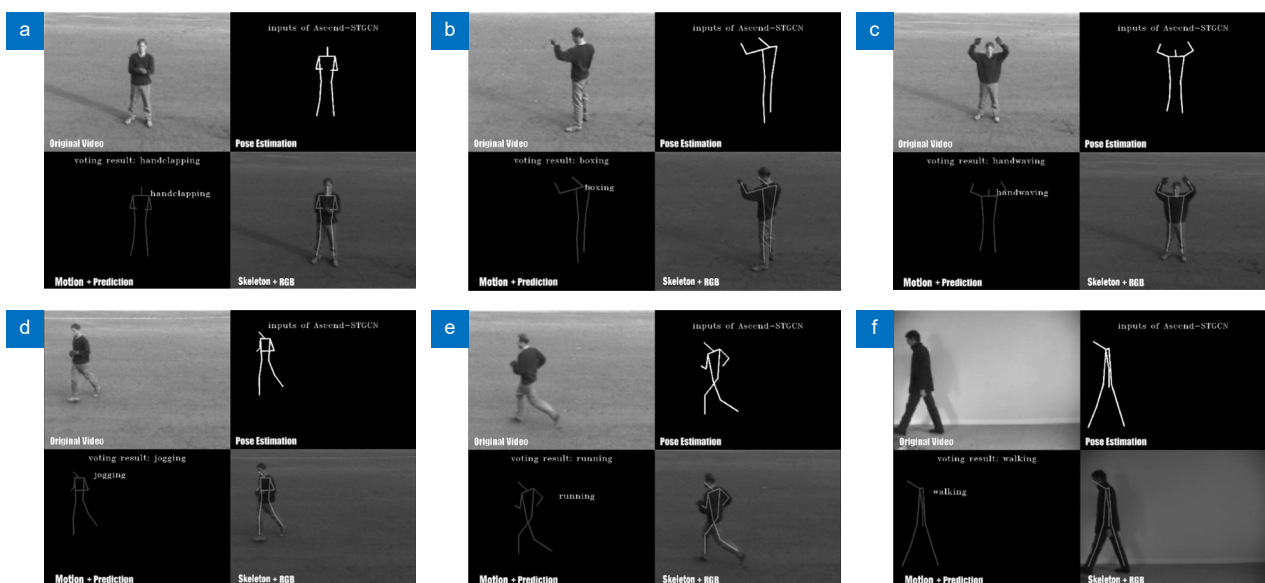 a
inputs of Ascend-STGCN
Original Video
Pose Estimation
voting result: handclapping
handclapping
Motion + Prediction
Skeleton + RGB
b
inputs of Ascend-STGCN
Original Video
Pose Estimation
voting result: boxing
boxing
Motion + Prediction
Skeleton + RGB
c
inputs of Ascend-STGCN
Original Video
Pose Estimation
voting result: handwaving
handwaving
Motion + Prediction
Skeleton + RGB
d
inputs of Ascend-STGCN
Original Video
Pose Estimation
voting result: jogging
jogging
Motion + Prediction
Skeleton + RGB
e
inputs of Ascend-STGCN
Original Video
Pose Estimation
voting result: running
running
Motion + Prediction
Skeleton + RGB
f
inputs of Ascend-STGCN
Original Video
Pose Estimation
voting result: walking
walking
Motion + Prediction
Skeleton + RGB